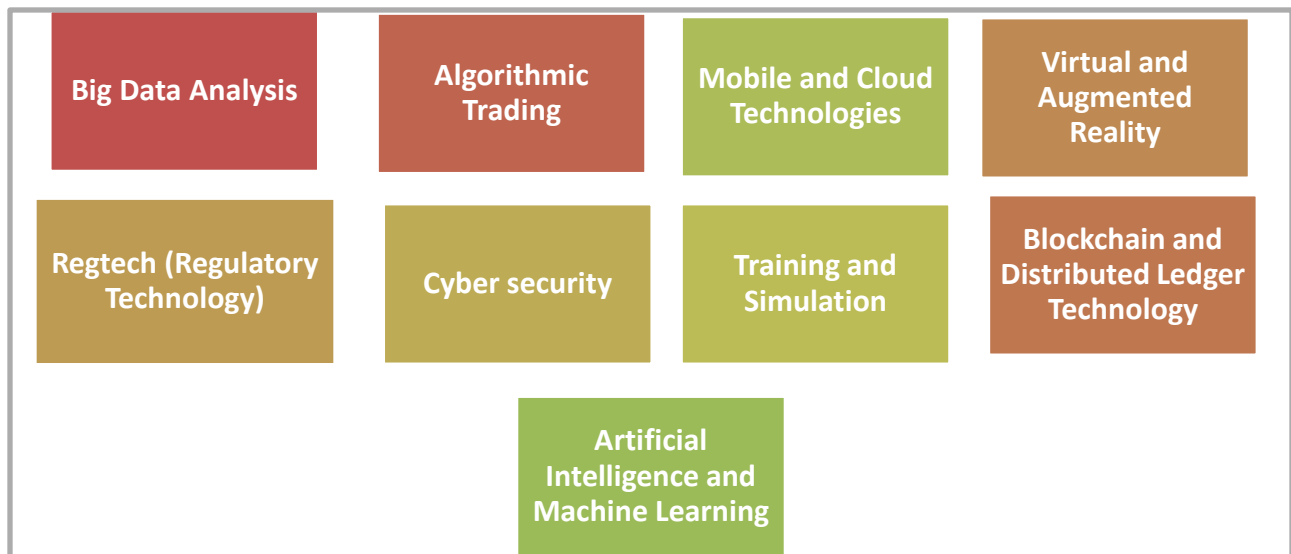 Big Data Analysis
Algorithmic
Trading
Mobile and Cloud
Technologies
Virtual and
Augmented
Reality
Regtech (Regulatory
Technology)
Cyber security
Training and
Simulation
Blockchain and
Distributed Ledger
Technology
Artificial
Intelligence and
Machine Learning